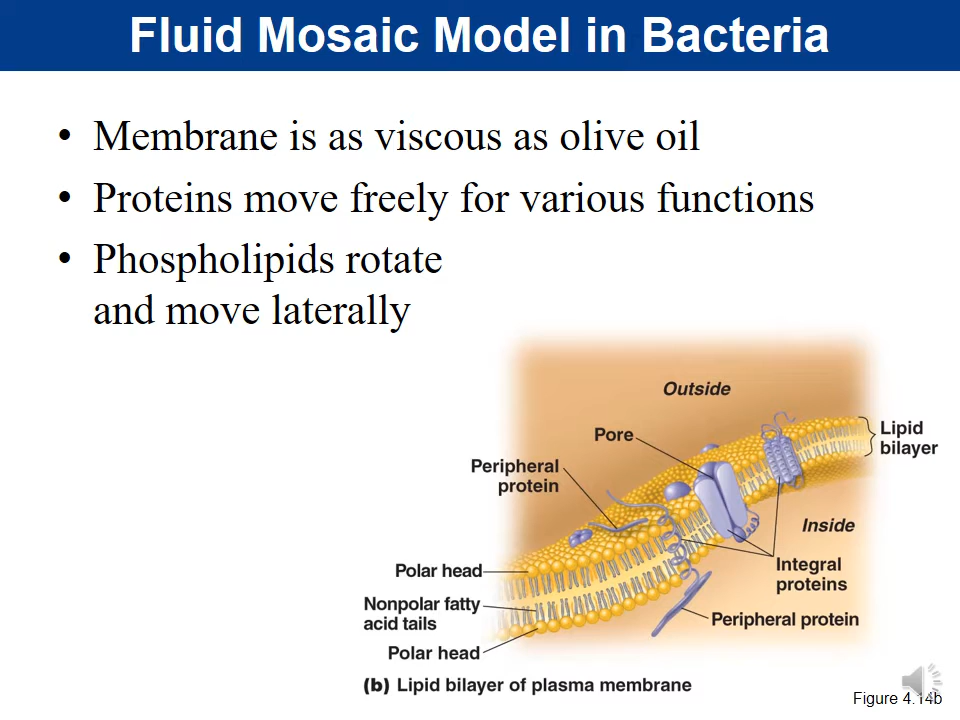 Fluid Mosaic Model in Bacteria
• Membrane is as viscous as olive oil
• Proteins move freely for various functions
• Phospholipids rotate
and move laterally
Outside
Pore
Lipid
bilayer
Peripheral
protein
Inside
Integral
proteins
Polar head
Nonpolar fatty
acid tails
Peripheral protein
Polar head
(b) Lipid bilayer of plasma membrane
Figure 4.14b